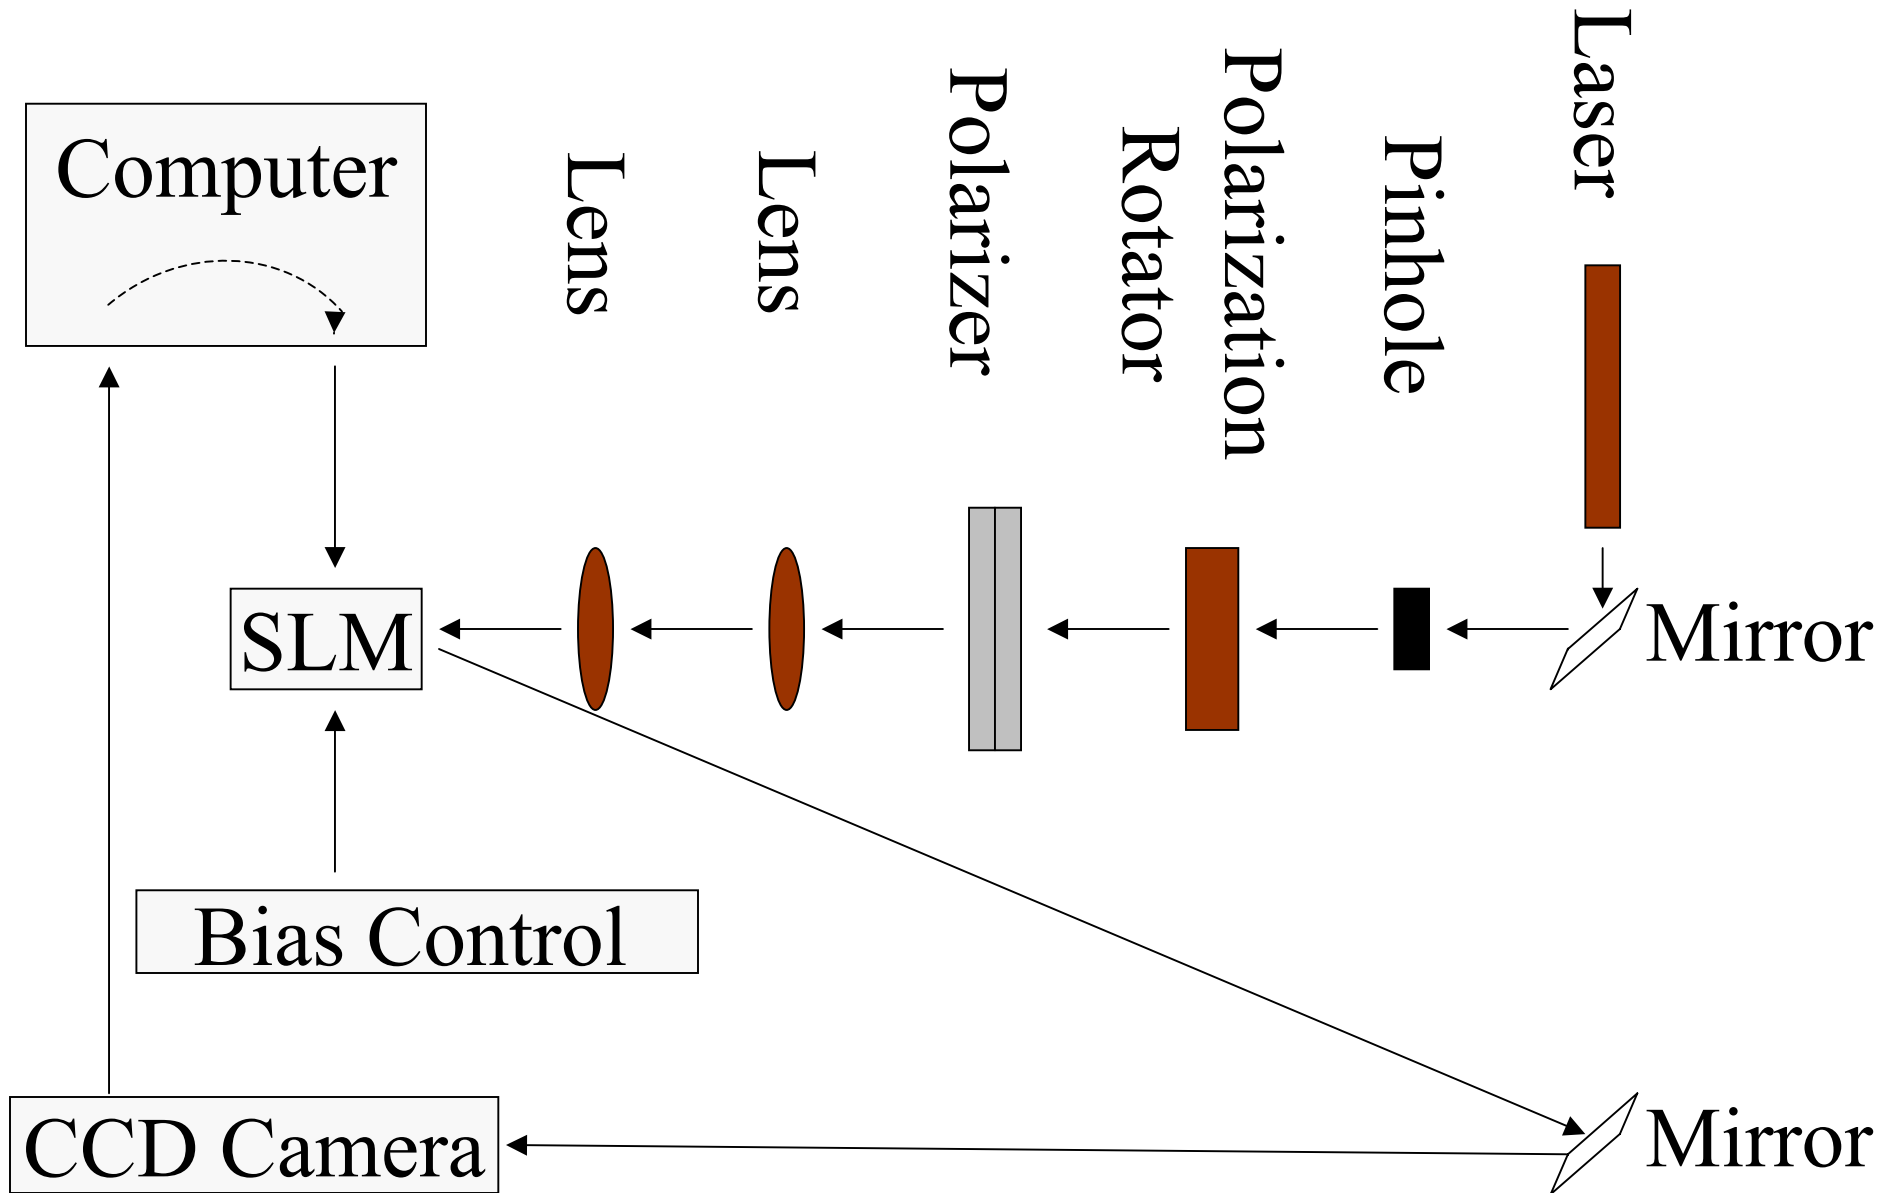 Computer
Lens
Lens
Polarizer
Polarization
Rotator
Pinhole
Laser
SLM
Mirror
Bias Control
CCD Camera
Mirror